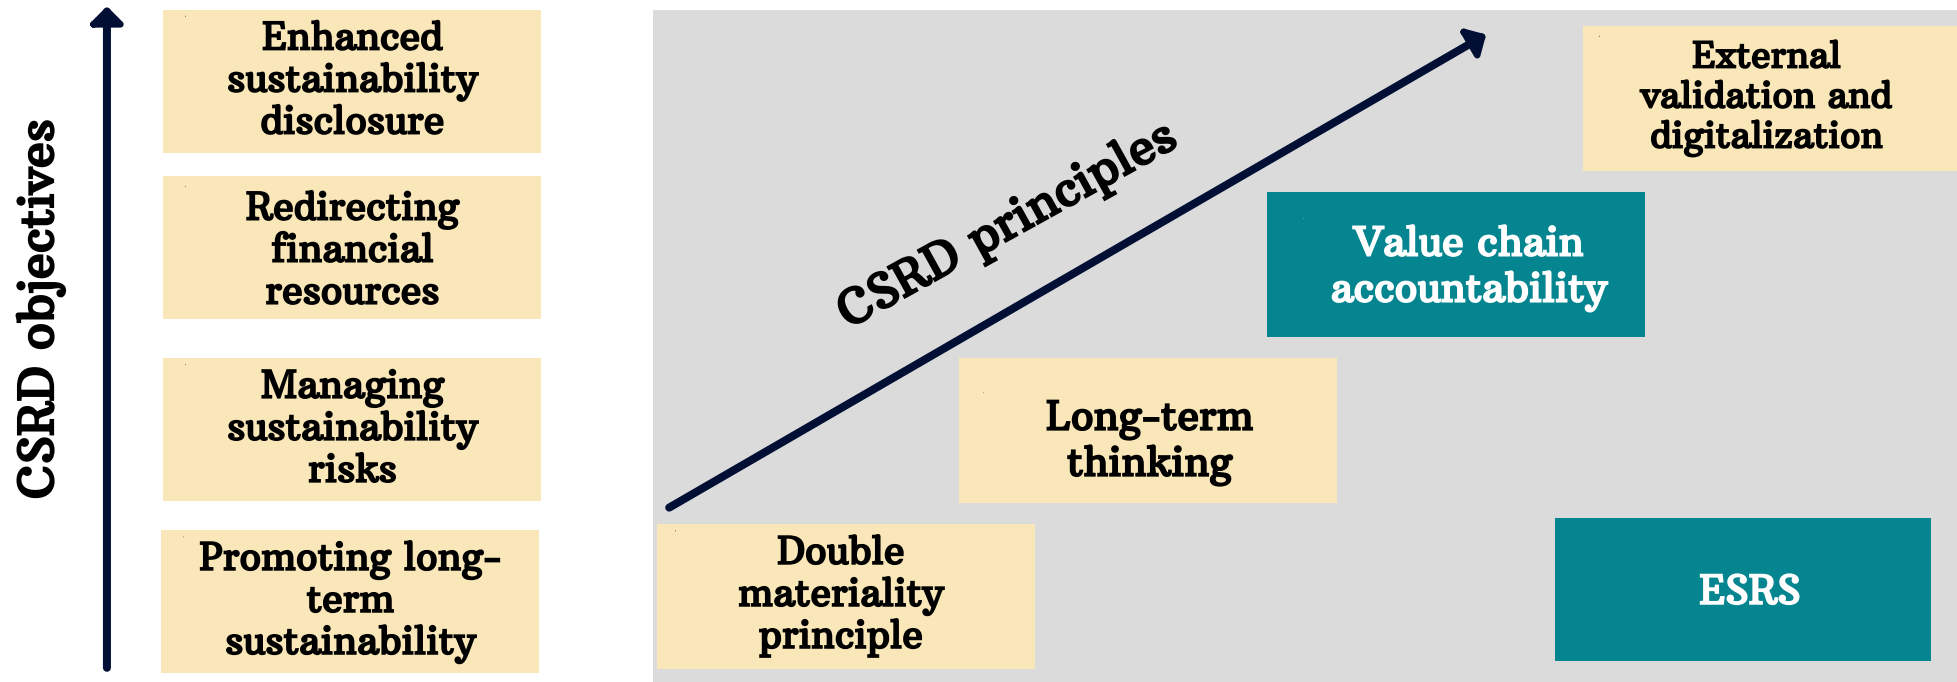 CSRD objectives
Enhanced
sustainability
disclosure
Redirecting
financial
resources
Managing
sustainability
risks
Promoting long-
term
sustainability
CSRD principles
External
validation and
digitalization
Value chain
accountability
Long-term
thinking
Double
materiality
principle
ESRS